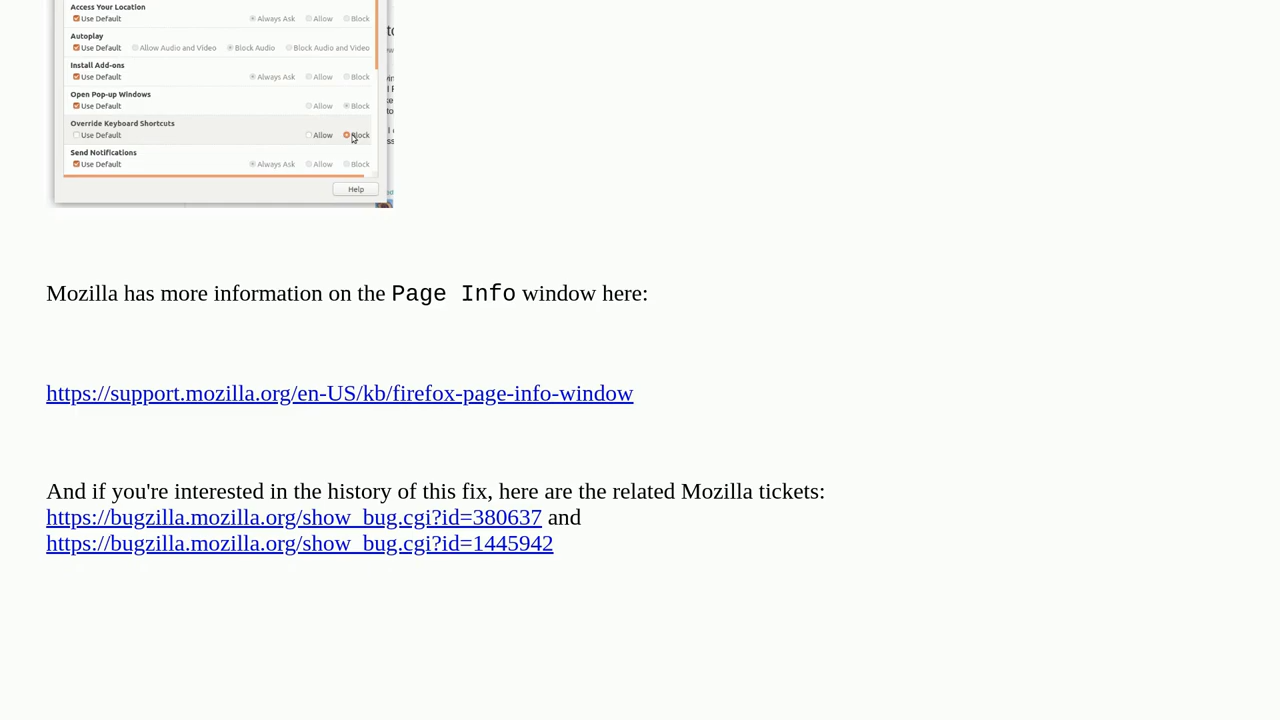 Access Your Location
Use Default Always Ask Allow Block
Autoplay
Use Default Allow Audio and Video Block Audio Block Audio and Video
Install Add-ons
Use Default Always Ask Allow Block
Open Pop-up Windows
Use Default Allow Block
Override Keyboard Shortcuts
Use Default Allow Block
Send Notifications
Use Default Always Ask Allow Block
Help
Mozilla has more information on the Page Info window here:
https://support.mozilla.org/en-US/kb/firefox-page-info-window
And if you're interested in the history of this fix, here are the related Mozilla tickets:
https://bugzilla.mozilla.org/show_bug.cgi?id=380637 and
https://bugzilla.mozilla.org/show_bug.cgi?id=1445942